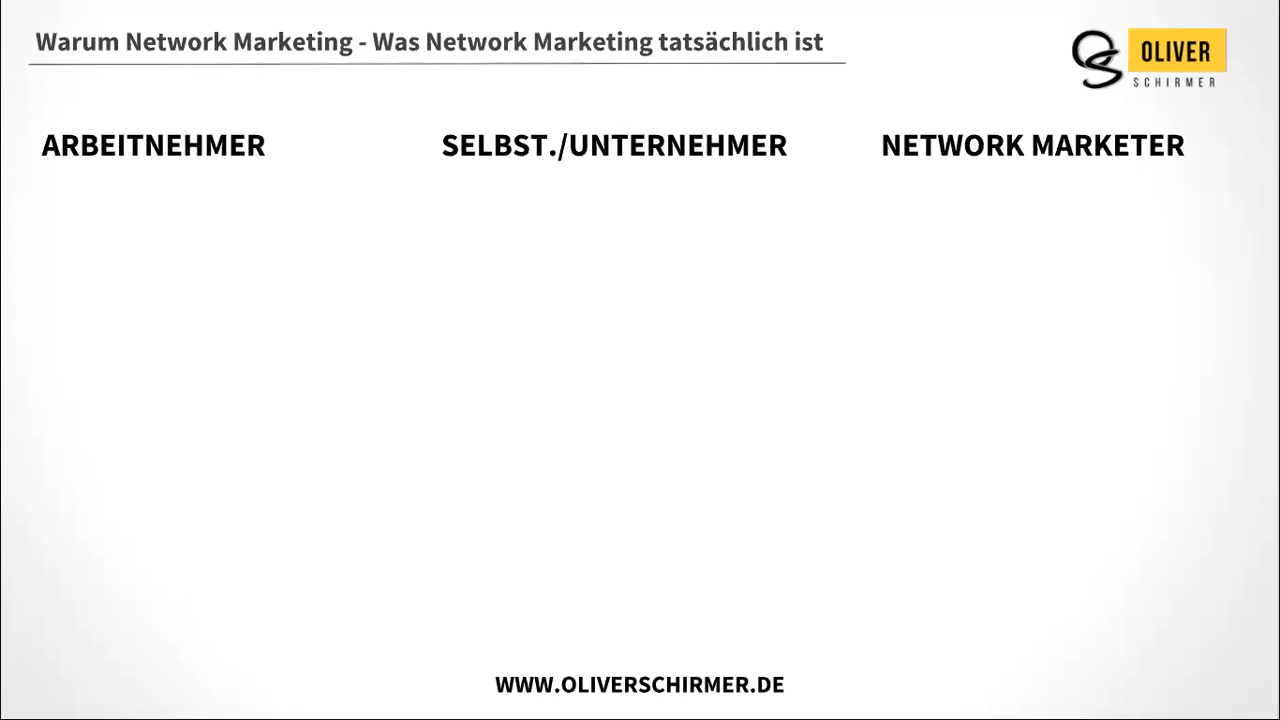 Warum Network Marketing - Was Network Marketing tatsächlich ist
OLIVER
SCHIRMER
ARBEITNEHMER
SELBST./UNTERNEHMER
NETWORK MARKETER
WWW.OLIVERSCHIRMER.DE